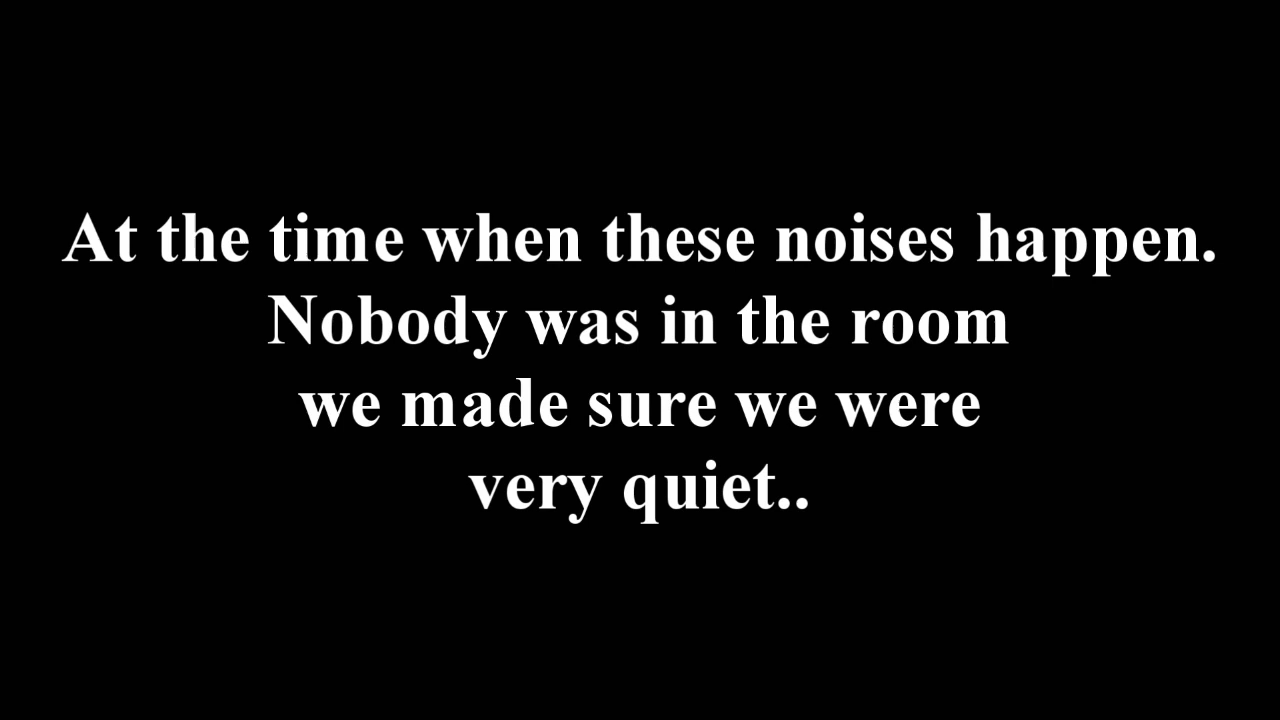 At the time when these noises happen.
Nobody was in the room
we made sure we were
very quiet..